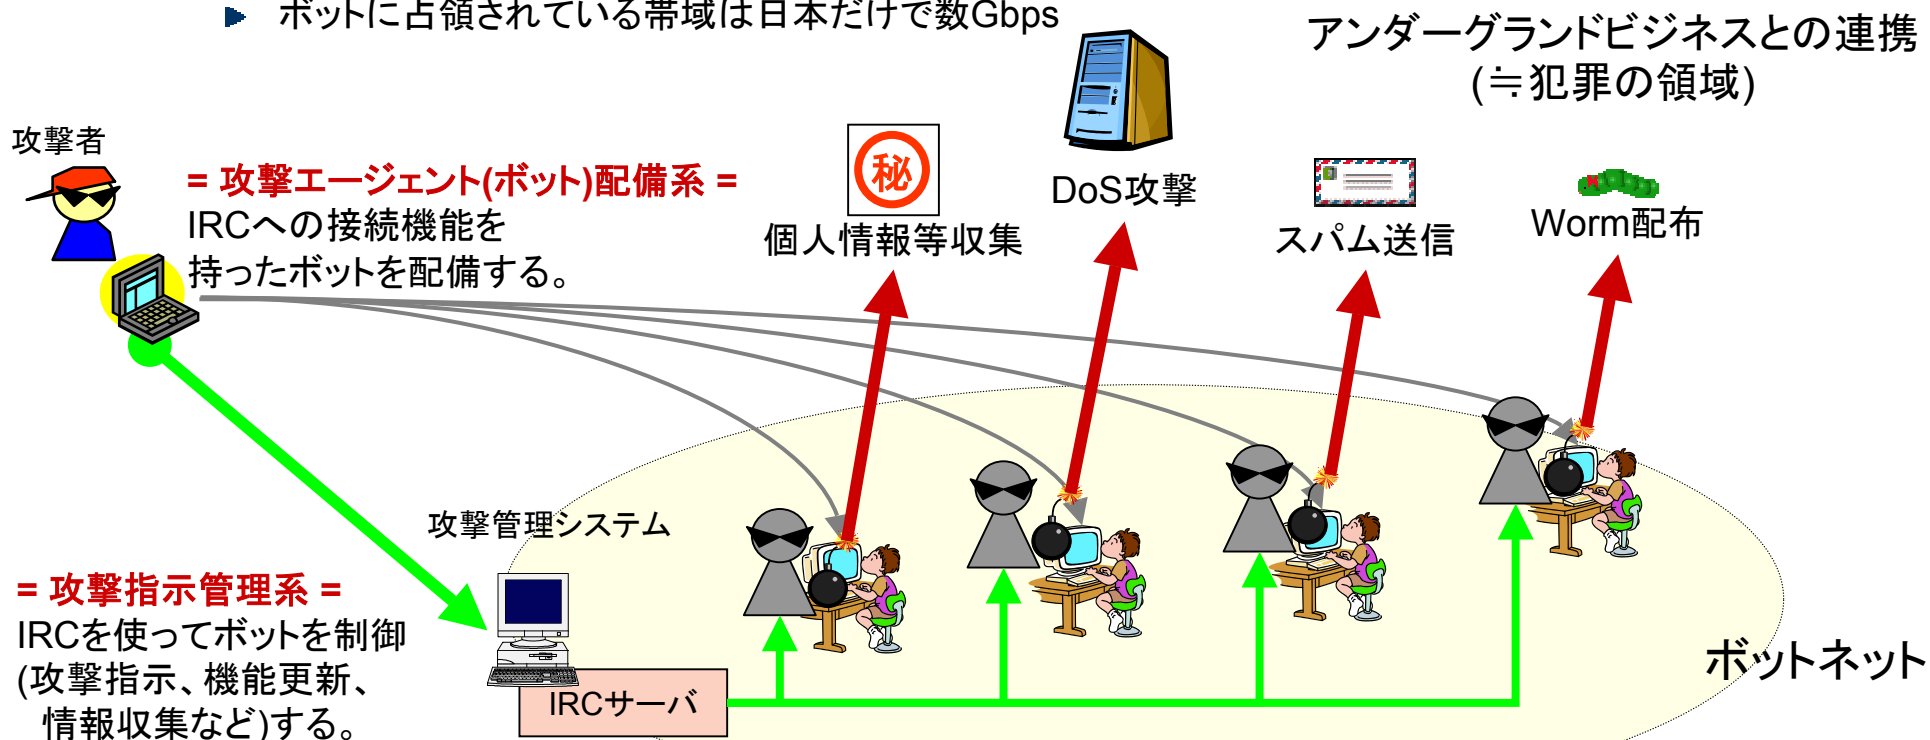 ボットに占領されている帯域は日本だけで数Gbps
アンダーグランドビジネスとの連携
(≒犯罪の領域)
攻撃者
= 攻撃エージェント(ボット)配備系 =
IRCへの接続機能を
持ったボットを配備する。
秘
個人情報等収集
DoS攻撃
スパム送信
Worm配布
攻撃管理システム
= 攻撃指示管理系 =
IRCを使ってボットを制御
(攻撃指示、機能更新、
情報収集など)する。
IRCサーバ
ボットネット